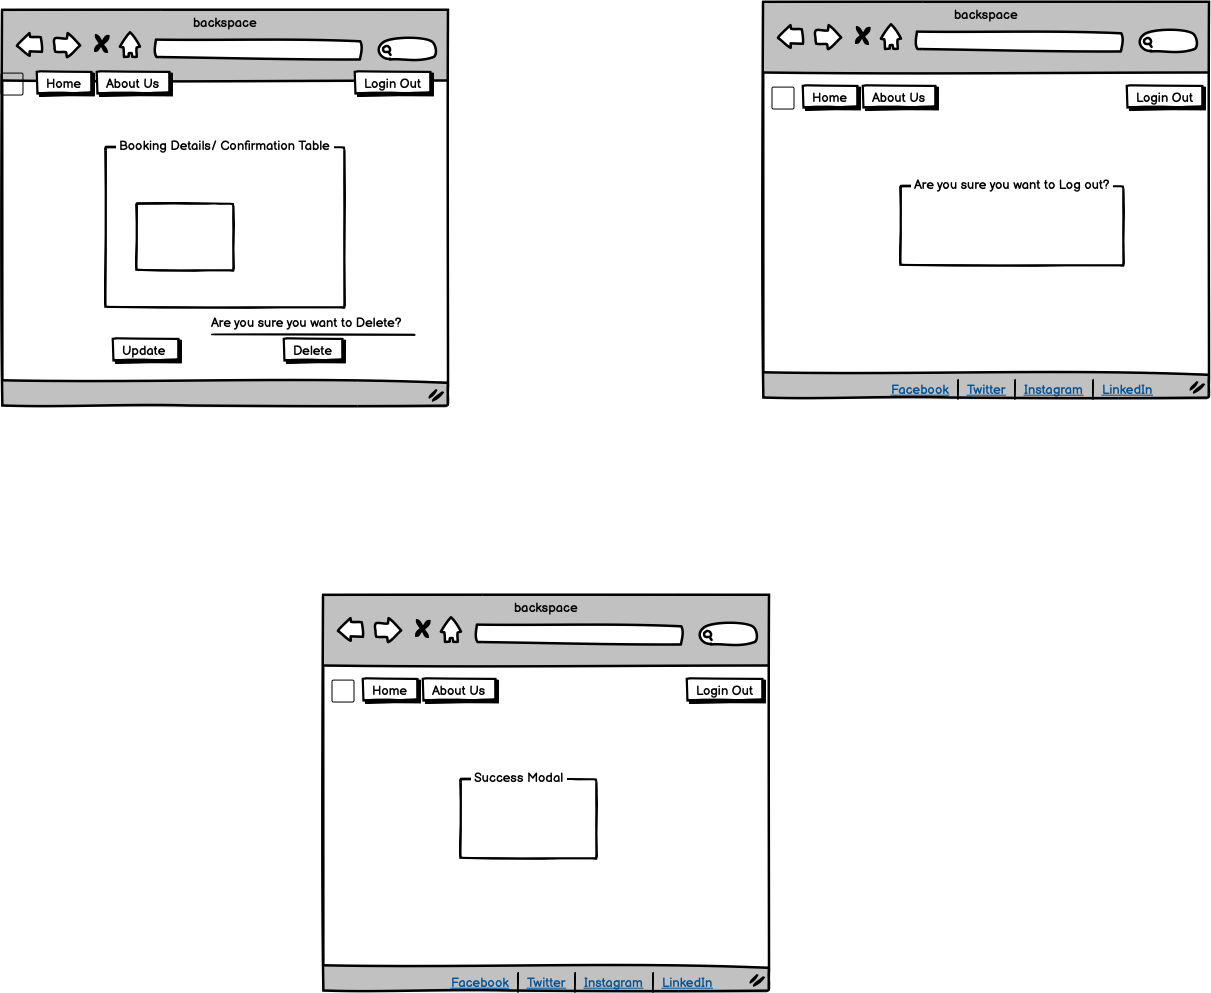 backspace
Home
About Us
Login Out
Booking Details/ Confirmation Table
Are you sure you want to Delete?
Update
Delete
backspace
Home
About Us
Login Out
Are you sure you want to Log out?
Facebook
Twitter
Instagram
LinkedIn
backspace
Home
About Us
Login Out
Success Modal
Facebook
Twitter
Instagram
LinkedIn